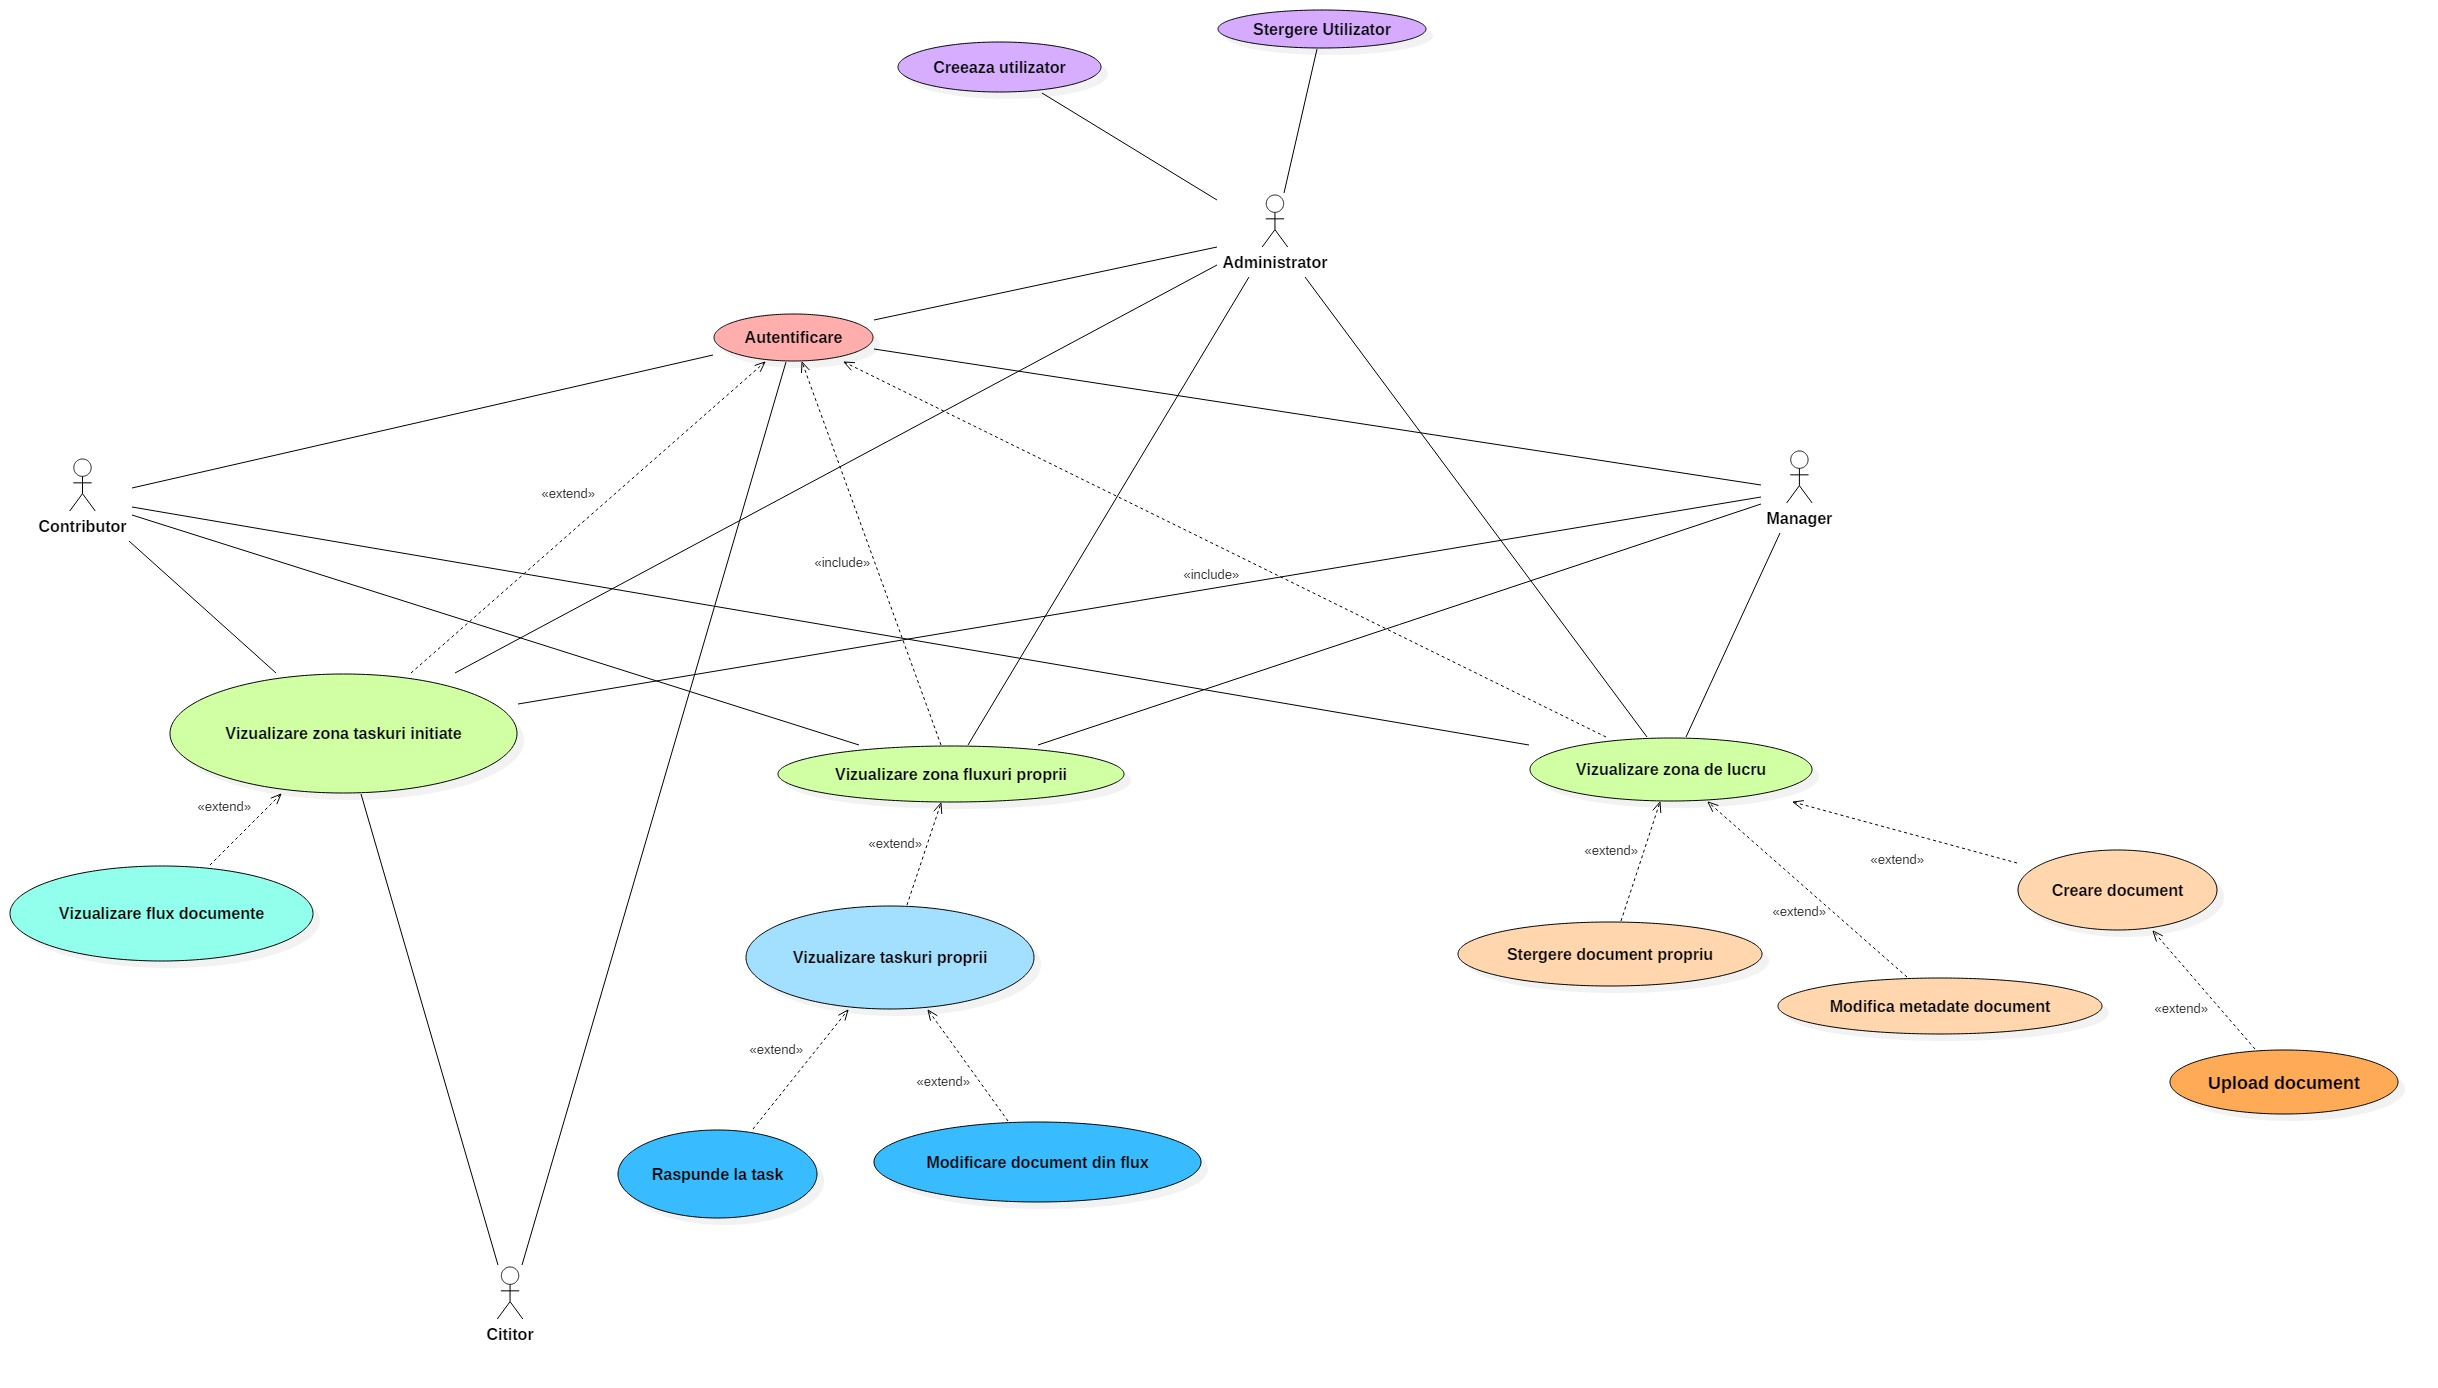 Stergere Utilizator
Creeaza utilizator
Administrator
Autentificare
«extend»
Contributor
Manager
«include»
«include»
Vizualizare zona taskuri initiate
Vizualizare zona fluxuri proprii
Vizualizare zona de lucru
«extend»
«extend»
«extend»
«extend»
Creare document
Vizualizare flux documente
«extend»
Vizualizare taskuri proprii
Stergere document propriu
Modifica metadate document
«extend»
«extend»
«extend»
Upload document
Raspunde la task
Modificare document din flux
Cititor